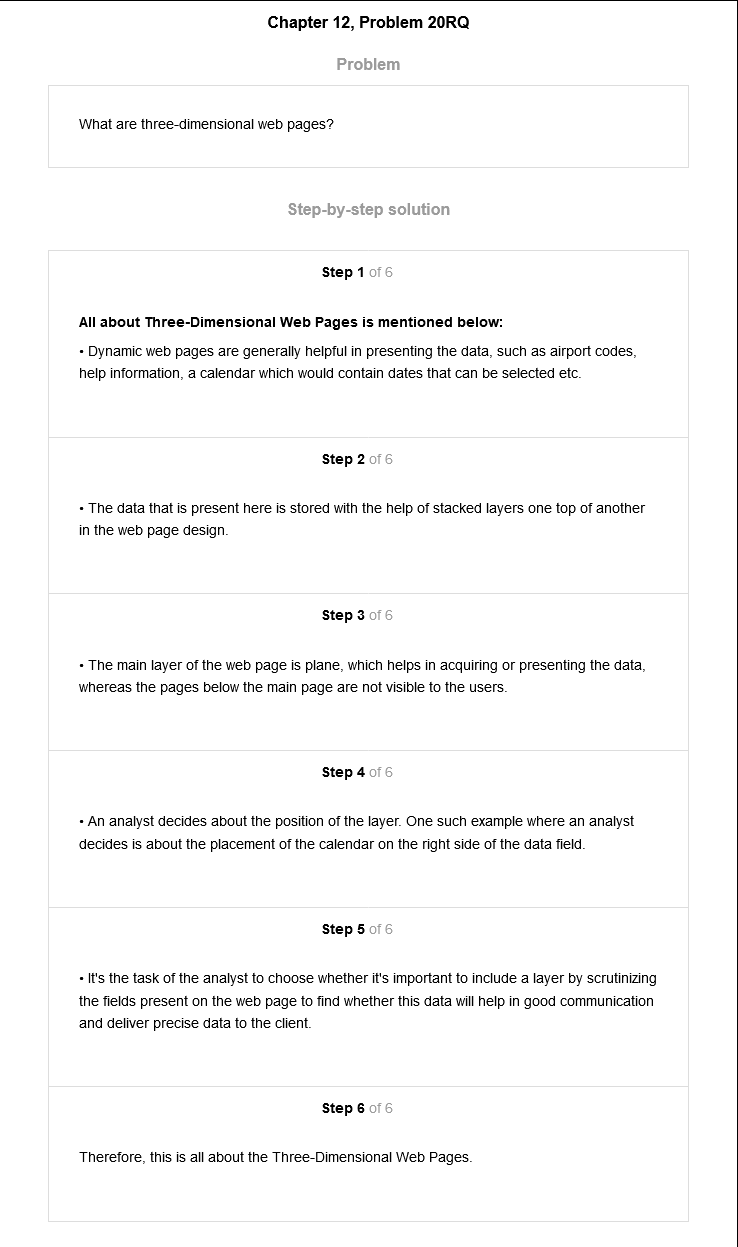 Chapter 12, Problem 20RQ
Problem
What are three-dimensional web pages?
Step-by-step solution
Step 1 of 6
All about Three-Dimensional Web Pages is mentioned below:
• Dynamic web pages are generally helpful in presenting the data, such as airport codes,
help information, a calendar which would contain dates that can be selected etc.
Step 2 of 6
• The data that is present here is stored with the help of stacked layers one top of another
in the web page design.
Step 3 of 6
• The main layer of the web page is plane, which helps in acquiring or presenting the data,
whereas the pages below the main page are not visible to the users.
Step 4 of 6
• An analyst decides about the position of the layer. One such example where an analyst
decides is about the placement of the calendar on the right side of the data field.
Step 5 of 6
• It's the task of the analyst to choose whether it's important to include a layer by scrutinizing
the fields present on the web page to find whether this data will help in good communication
and deliver precise data to the client.
Step 6 of 6
Therefore, this is all about the Three-Dimensional Web Pages.